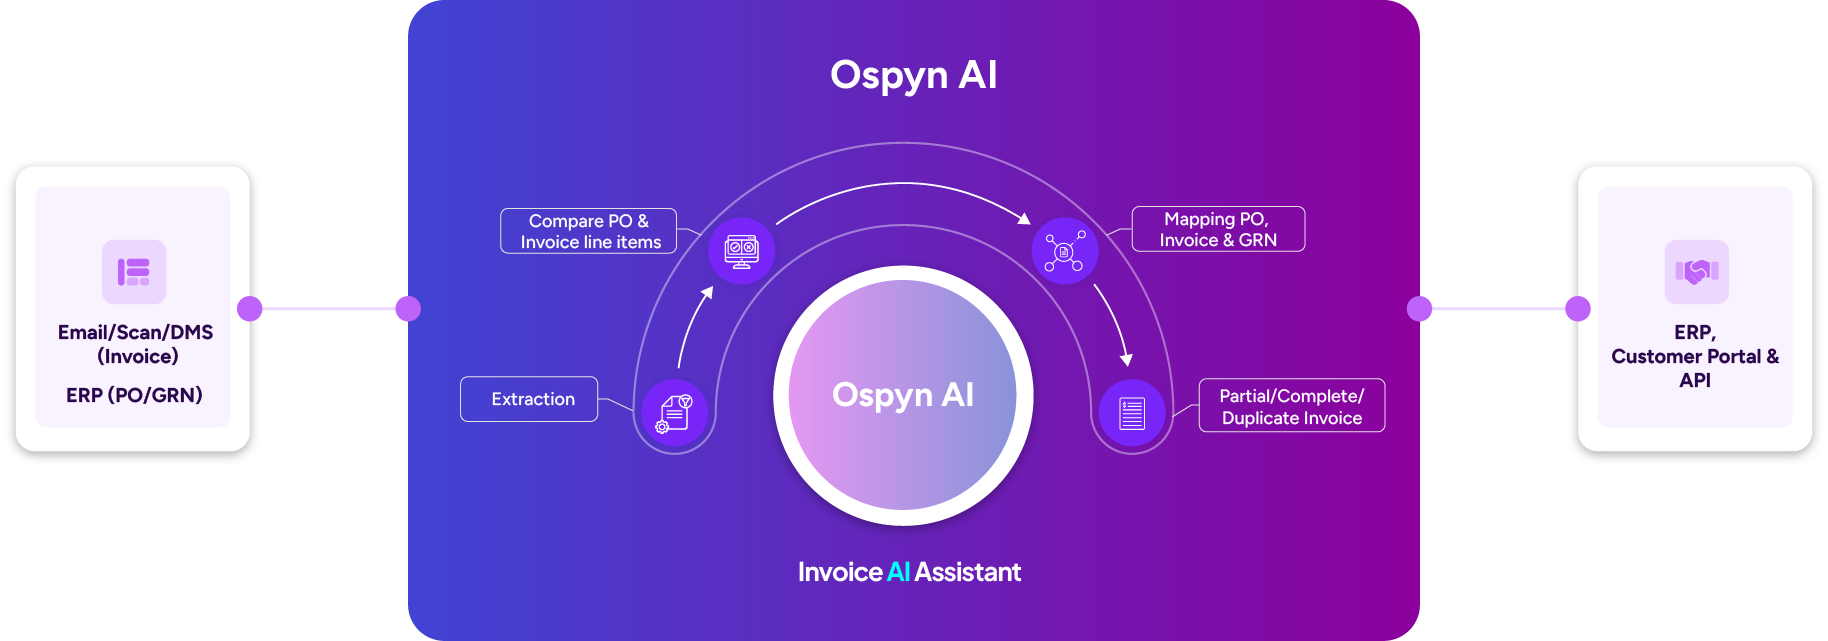 Ospyn AI
Email/Scan/DMS
(Invoice)
ERP (PO/GRN)
Extraction
Compare PO &
Invoice line items
Mapping PO,
Invoice & GRN
Partial/Complete/
Duplicate Invoice
Ospyn AI
Invoice AI Assistant
ERP,
Customer Portal &
API